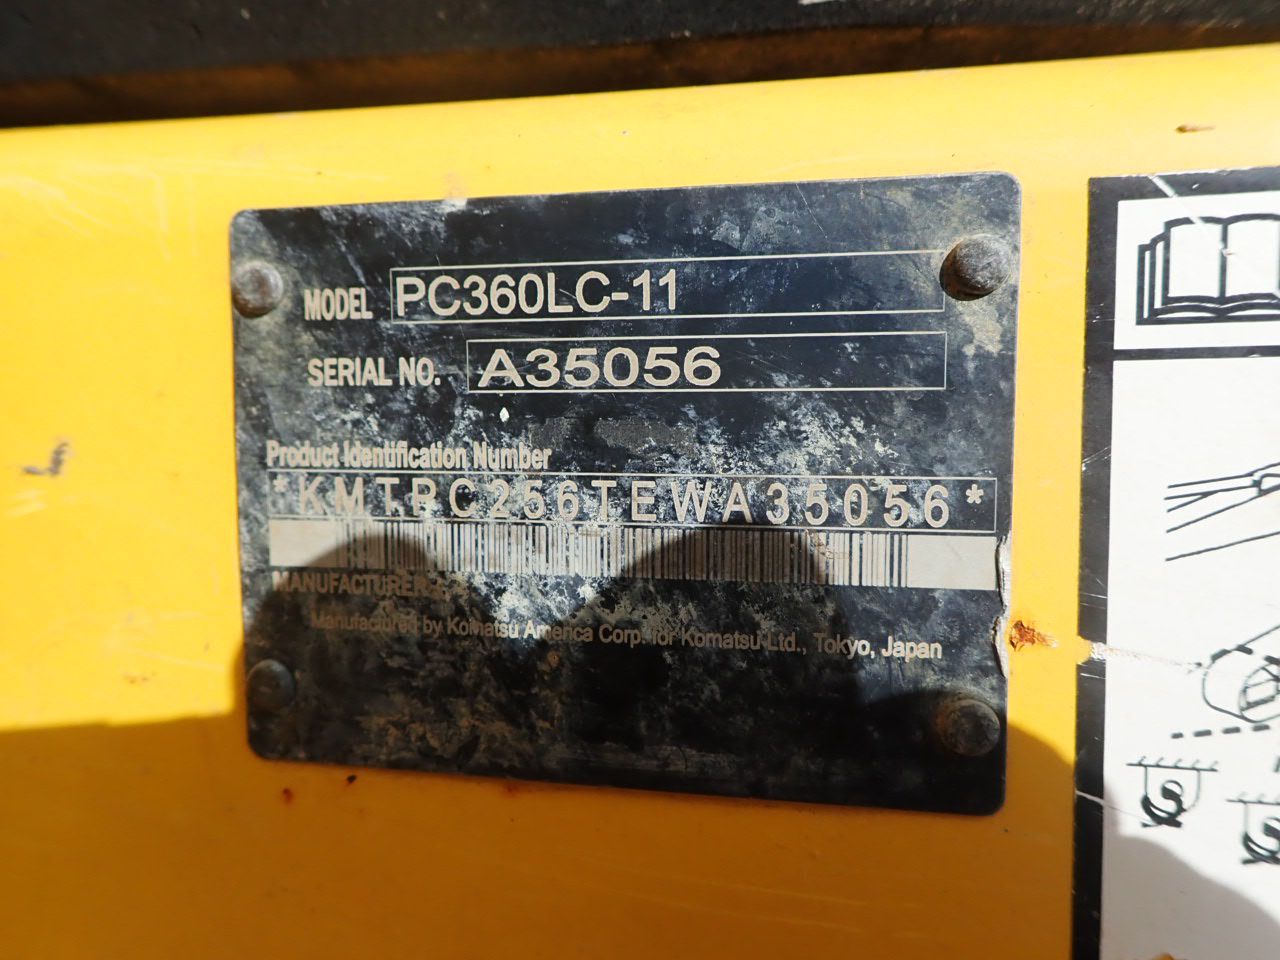 MODEL PC360LC-11
SERIAL NO. A35056
Product Identification Number
*KMTPC256TEWA35056*
MANUFACTURER
Manufactured by Komatsu America Corp. for Komatsu Ltd., Tokyo, Japan